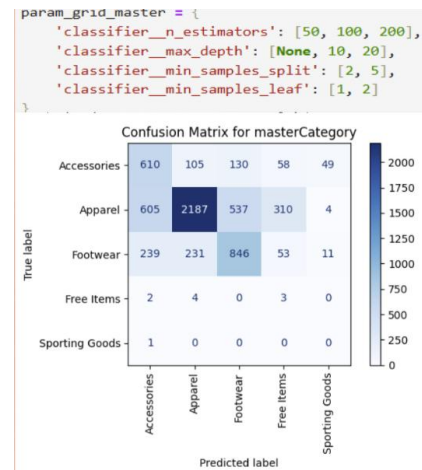 param_grid_master = {
'classifier__n_estimators': [50, 100, 200],
'classifier__max_depth': [None, 10, 20],
'classifier__min_samples_split': [2, 5],
'classifier__min_samples_leaf': [1, 2]
}
Confusion Matrix for masterCategory
True label
Accessories 610 105 130 58 49
Apparel 605 2187 537 310 4
Footwear 239 231 846 53 11
Free Items 2 4 0 3 0
Sporting Goods 1 0 0 0 0
Accessories
Apparel
Footwear
Free Items
Sporting Goods
Predicted label
2000
1750
1500
1250
1000
750
500
250
0